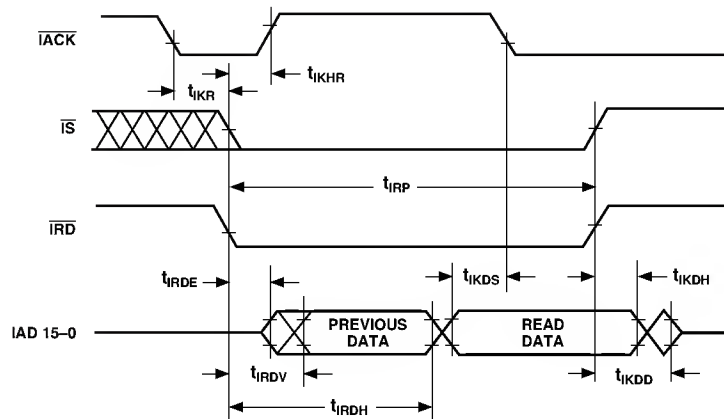 IACK
tIKHR
tIKR
IS
tIRP
IRD
tIRDE
tIKDS
tIKDH
IAD 15–0
PREVIOUS DATA
READ DATA
tIRDV
tIKDD
tIRDH